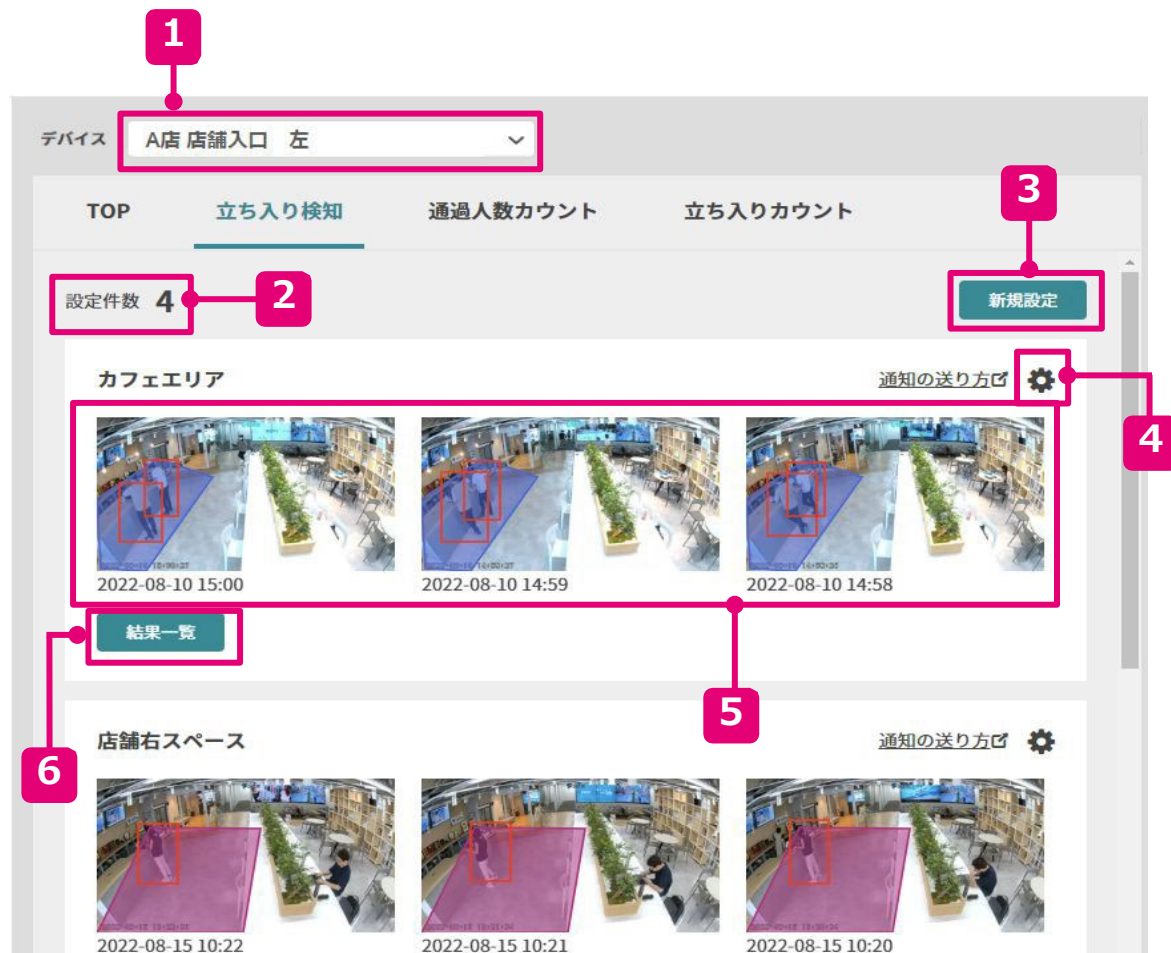 1
デバイス A店 店舗入口 左
3
TOP 立ち入り検知 通過人数カウント 立ち入りカウント
2
設定件数 4 新規設定
カフェエリア 通知の送り方
4
2022-08-10 15:00 2022-08-10 14:59 2022-08-10 14:58
結果一覧
5
店舗右スペース 通知の送り方
6
2022-08-15 10:22 2022-08-15 10:21 2022-08-15 10:20